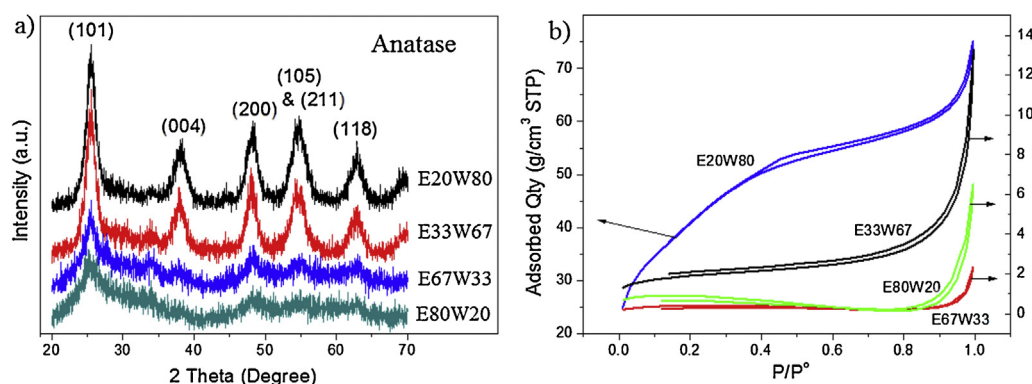 a)
(101)
Anatase
(004)
(200)
(105)
& (211)
(118)
E20W80
E33W67
E67W33
E80W20
Intensity (a.u.)
20 30 40 50 60 70
2 Theta (Degree)
b)
Adsorbed Qty (g/cm³ STP)
70
60
50
40
30
20
14
12
10
8
6
4
2
0
E20W80
E33W67
E80W20
E67W33
0.0 0.2 0.4 0.6 0.8 1.0
P/P°